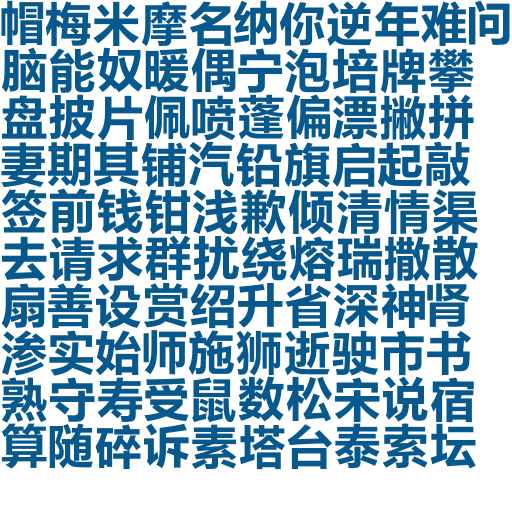 帽梅米摩名纳你逆年难问
脑能奴暖偶宁泡培牌攀
盘披片佩喷蓬偏漂撇拼
妻期其铺汽铅旗启起敲
签前钱钳浅歉倾清情渠
去请求群扰绕熔瑞撒散
扇善设赏绍升省深神肾
渗实始师施狮逝驶市书
熟守寿受鼠数松宋说宿
算随碎诉素塔台泰索坛